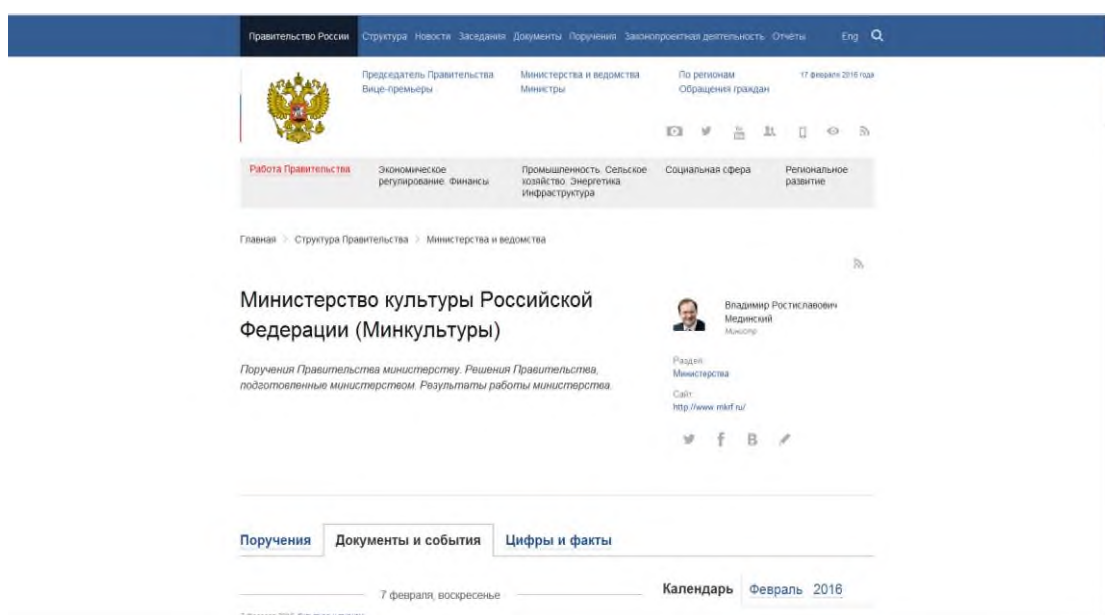 Правительство России Структура Новости Заседания Документы Поручения Законопроектная деятельность Отчёты Eng
Председатель Правительства
Вице-премьеры
Министерства и ведомства
Министры
По регионам
Обращения граждан
17 февраля 2016 года
Работа Правительства
Экономическое
регулирование. Финансы
Промышленность. Сельское
хозяйство. Энергетика.
Инфраструктура
Социальная сфера
Региональное
развитие
Главная > Структура Правительства > Министерства и ведомства
Министерство культуры Российской
Федерации (Минкультуры)
Поручения Правительства министерству. Решения Правительства,
подготовленные министерством. Результаты работы министерства.
Владимир Ростиславович
Мединский
Министр
Раздел:
Министерства
Сайт:
http://www.mkrf.ru/
Поручения Документы и события Цифры и факты
7 февраля, воскресенье
Календарь Февраль 2016